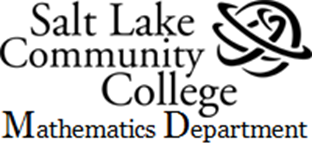 Salt Lake
Community
College
Mathematics Department